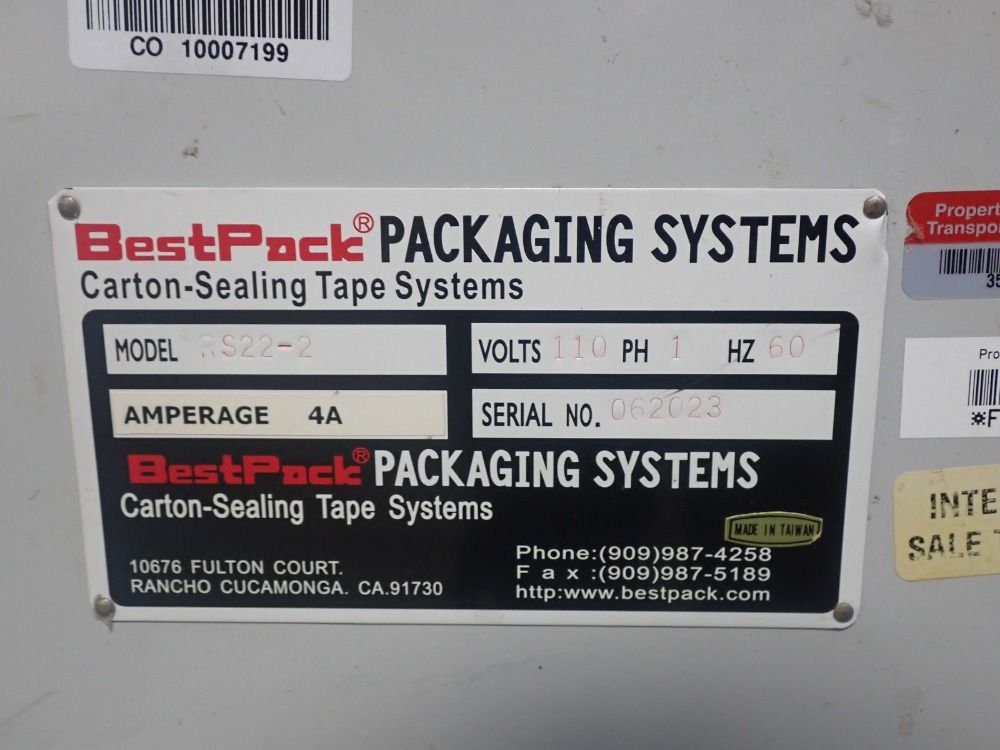 CO 10007199
BestPack® PACKAGING SYSTEMS
Carton-Sealing Tape Systems
MODEL RS22-2
VOLTS 110 PH 1 HZ 60
AMPERAGE 4A
SERIAL NO. 062023
BestPack® PACKAGING SYSTEMS
Carton-Sealing Tape Systems
MADE IN TAIWAN
10676 FULTON COURT.
RANCHO CUCAMONGA. CA.91730
Phone:(909)987-4258
F a x :(909)987-5189
http:www.bestpack.com
Propert
Transpo
35
Pro
*F
INTE
SALE T